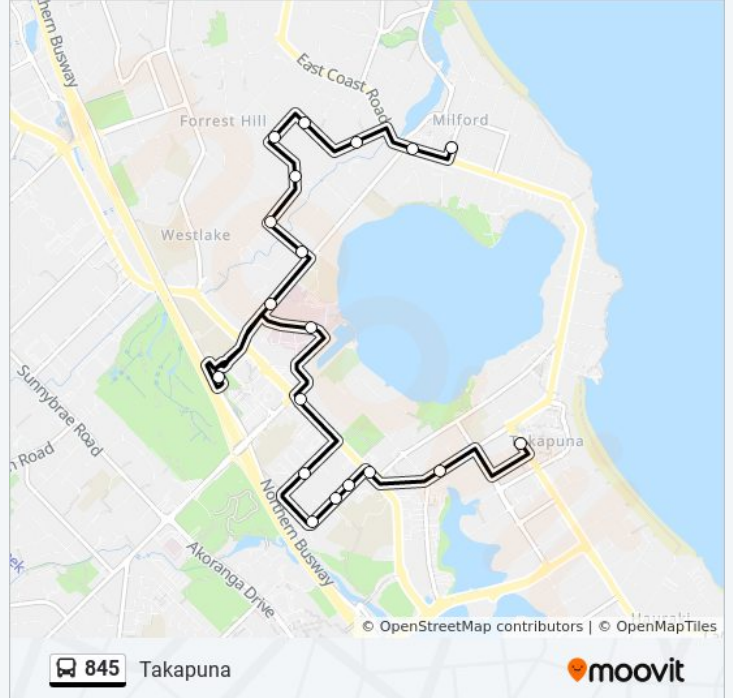 Northern Busway
East Coast Road
Forrest Hill
Milford
Westlake
Sunnybrae Road
Road
Takapuna
Northern Busway
Akoranga Drive
© OpenStreetMap contributors | © OpenMapTiles
845 Takapuna
moovit